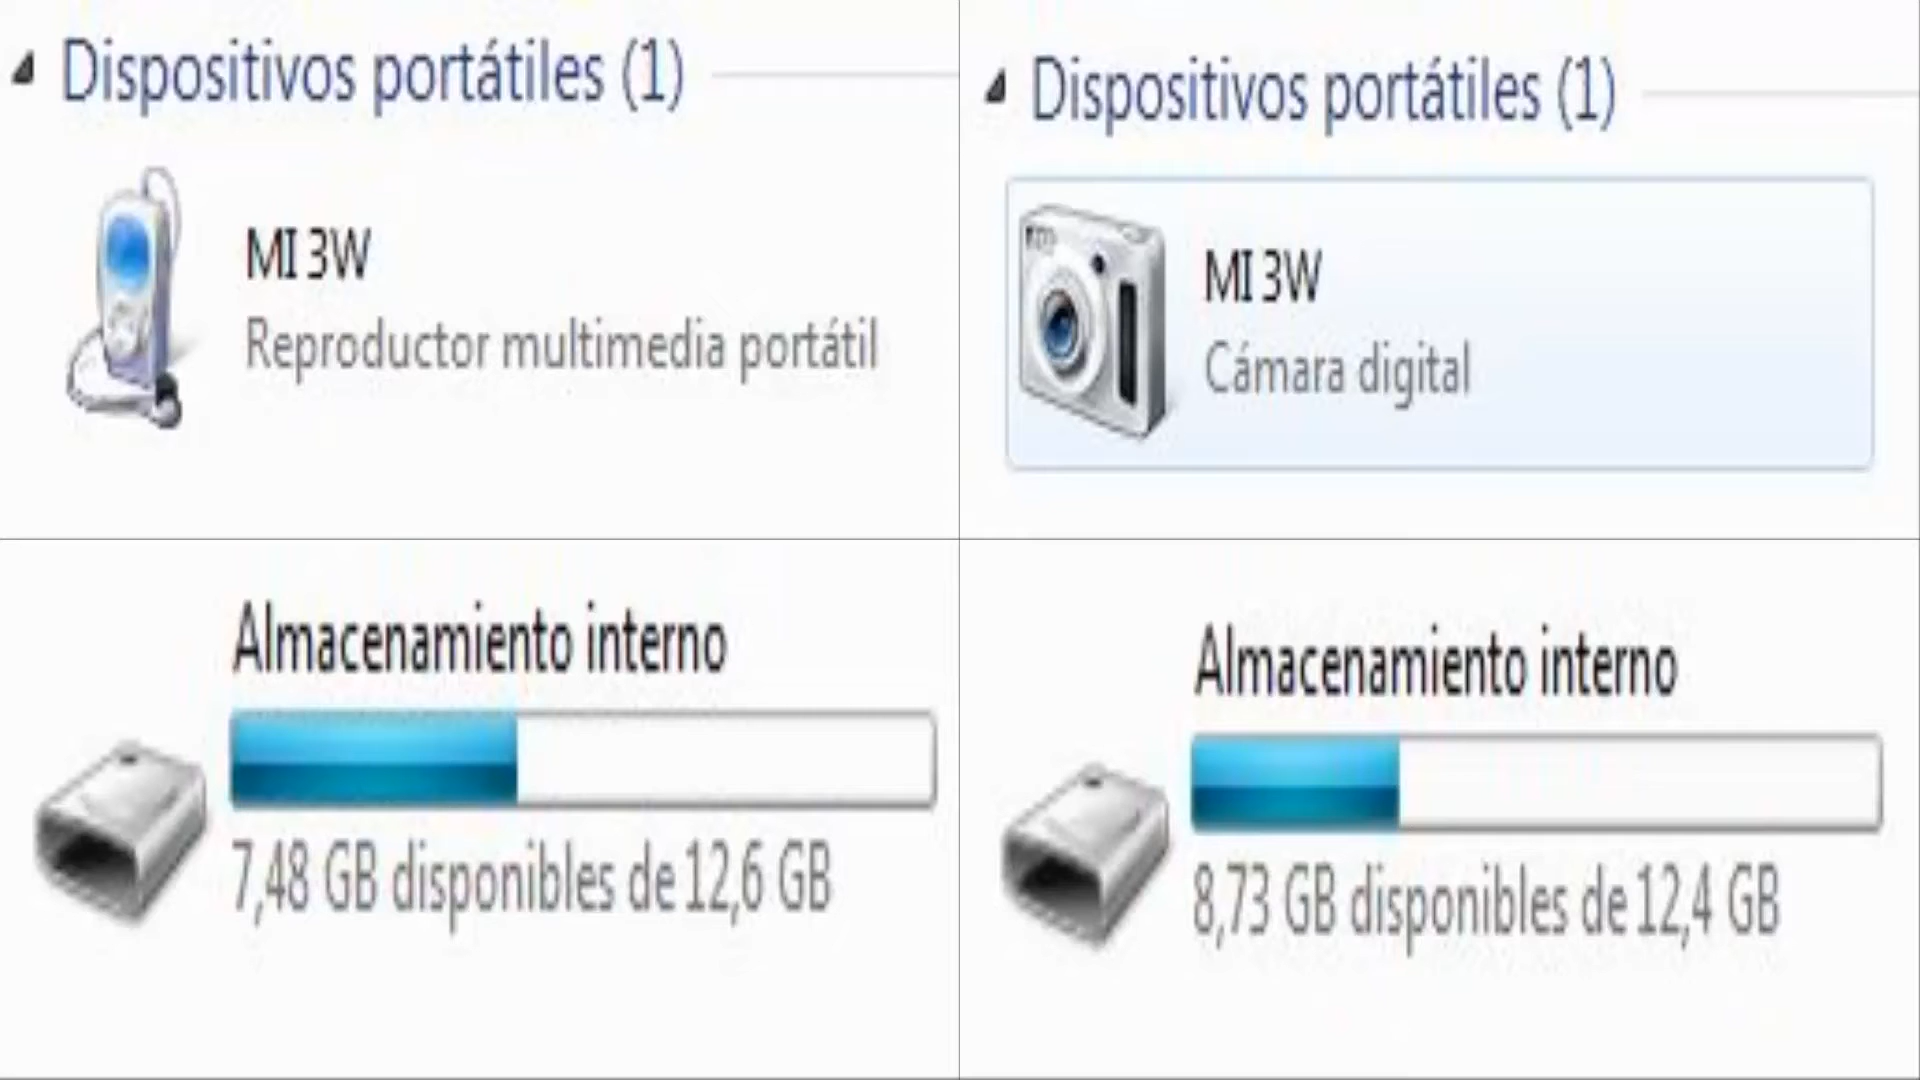 Dispositivos portátiles (1)
MI 3W
Reproductor multimedia portátil
Dispositivos portátiles (1)
MI 3W
Cámara digital
Almacenamiento interno
7,48 GB disponibles de 12,6 GB
Almacenamiento interno
8,73 GB disponibles de 12,4 GB